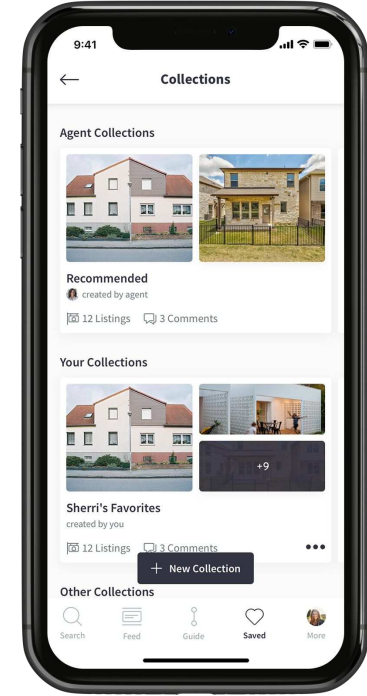 9:41
Collections
Agent Collections
Recommended
created by agent
12 Listings 3 Comments
Your Collections
+9
Sherri's Favorites
created by you
12 Listings 3 Comments
+ New Collection
Other Collections
Search Feed Guide Saved More